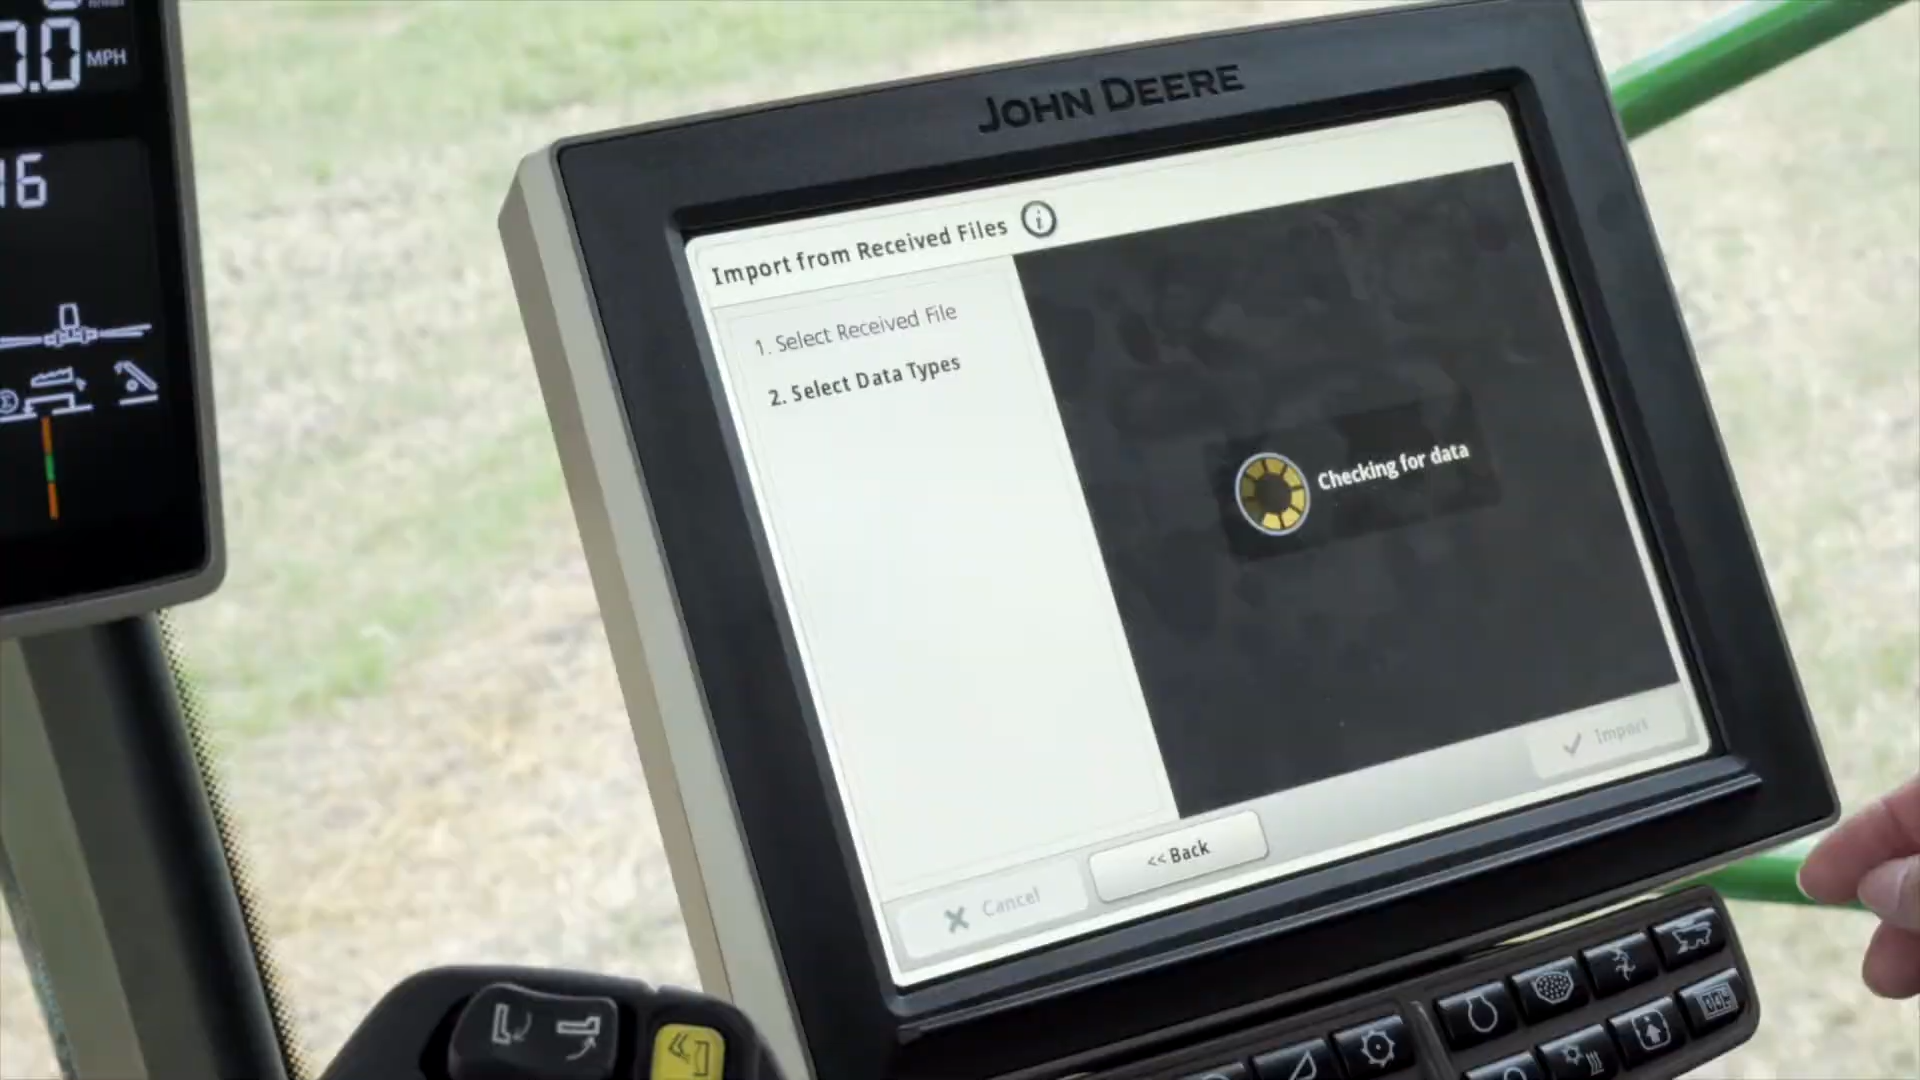 0.0 MPH
16
JOHN DEERE
Import from Received Files
1. Select Received File
2. Select Data Types
Checking for data
Import
<< Back
Cancel